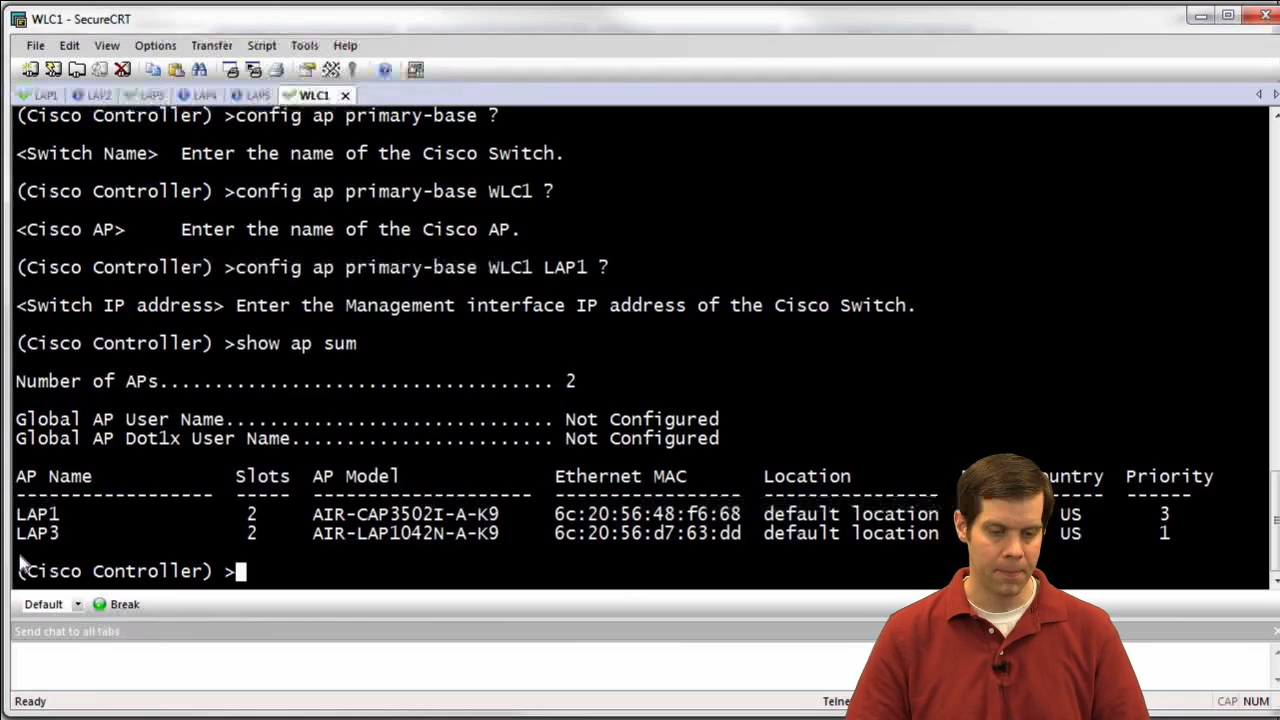 WLC1 - SecureCRT
File Edit View Options Transfer Script Tools Help
LAP1 LAP2 LAP3 LAP4 LAP5 WLC1
(Cisco Controller) >config ap primary-base ?
<Switch Name>  Enter the name of the Cisco Switch.
(Cisco Controller) >config ap primary-base WLC1 ?
<Cisco AP>     Enter the name of the Cisco AP.
(Cisco Controller) >config ap primary-base WLC1 LAP1 ?
<Switch IP address> Enter the Management interface IP address of the Cisco Switch.
(Cisco Controller) >show ap sum
Number of APs.................................... 2
Global AP User Name.............................. Not Configured
Global AP Dot1x User Name........................ Not Configured
AP Name Slots AP Model Ethernet MAC Location Priority
------------------ ----- -------------------- ----------------- ---------------- ------
LAP1 2 AIR-CAP3502I-A-K9 6c:20:56:48:f6:68 default location US 3
LAP3 2 AIR-LAP1042N-A-K9 6c:20:56:d7:63:dd default location US 1
(Cisco Controller) >
Default Break
Send chat to all tabs
Ready CAP NUM